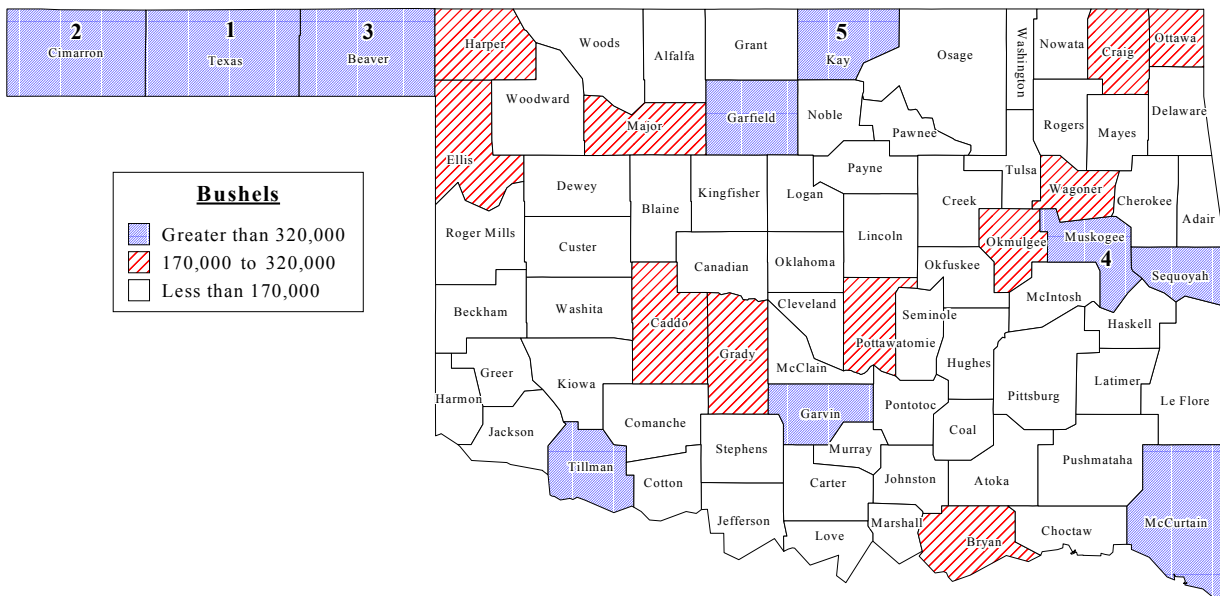 2
1
3
5
Cimarron
Texas
Beaver
Harper
Woods
Alfalfa
Grant
Kay
Osage
Washington
Nowata
Craig
Ottawa
Woodward
Major
Garfield
Noble
Pawnee
Rogers
Mayes
Delaware
Ellis
Dewey
Blaine
Kingfisher
Logan
Payne
Creek
Tulsa
Wagoner
Cherokee
Adair
Bushels
Greater than 320,000
170,000 to 320,000
Less than 170,000
Roger Mills
Custer
Canadian
Oklahoma
Lincoln
Okfuskee
Okmulgee
Muskogee
4
Sequoyah
Beckham
Washita
Caddo
Grady
Cleveland
Pottawatomie
Seminole
McIntosh
Haskell
Greer
Harmon
Kiowa
McClain
Hughes
Pittsburg
Latimer
Le Flore
Jackson
Comanche
Garvin
Pontotoc
Coal
Tillman
Stephens
Murray
Cotton
Carter
Johnston
Atoka
Pushmataha
Jefferson
Love
Marshall
Bryan
Choctaw
McCurtain